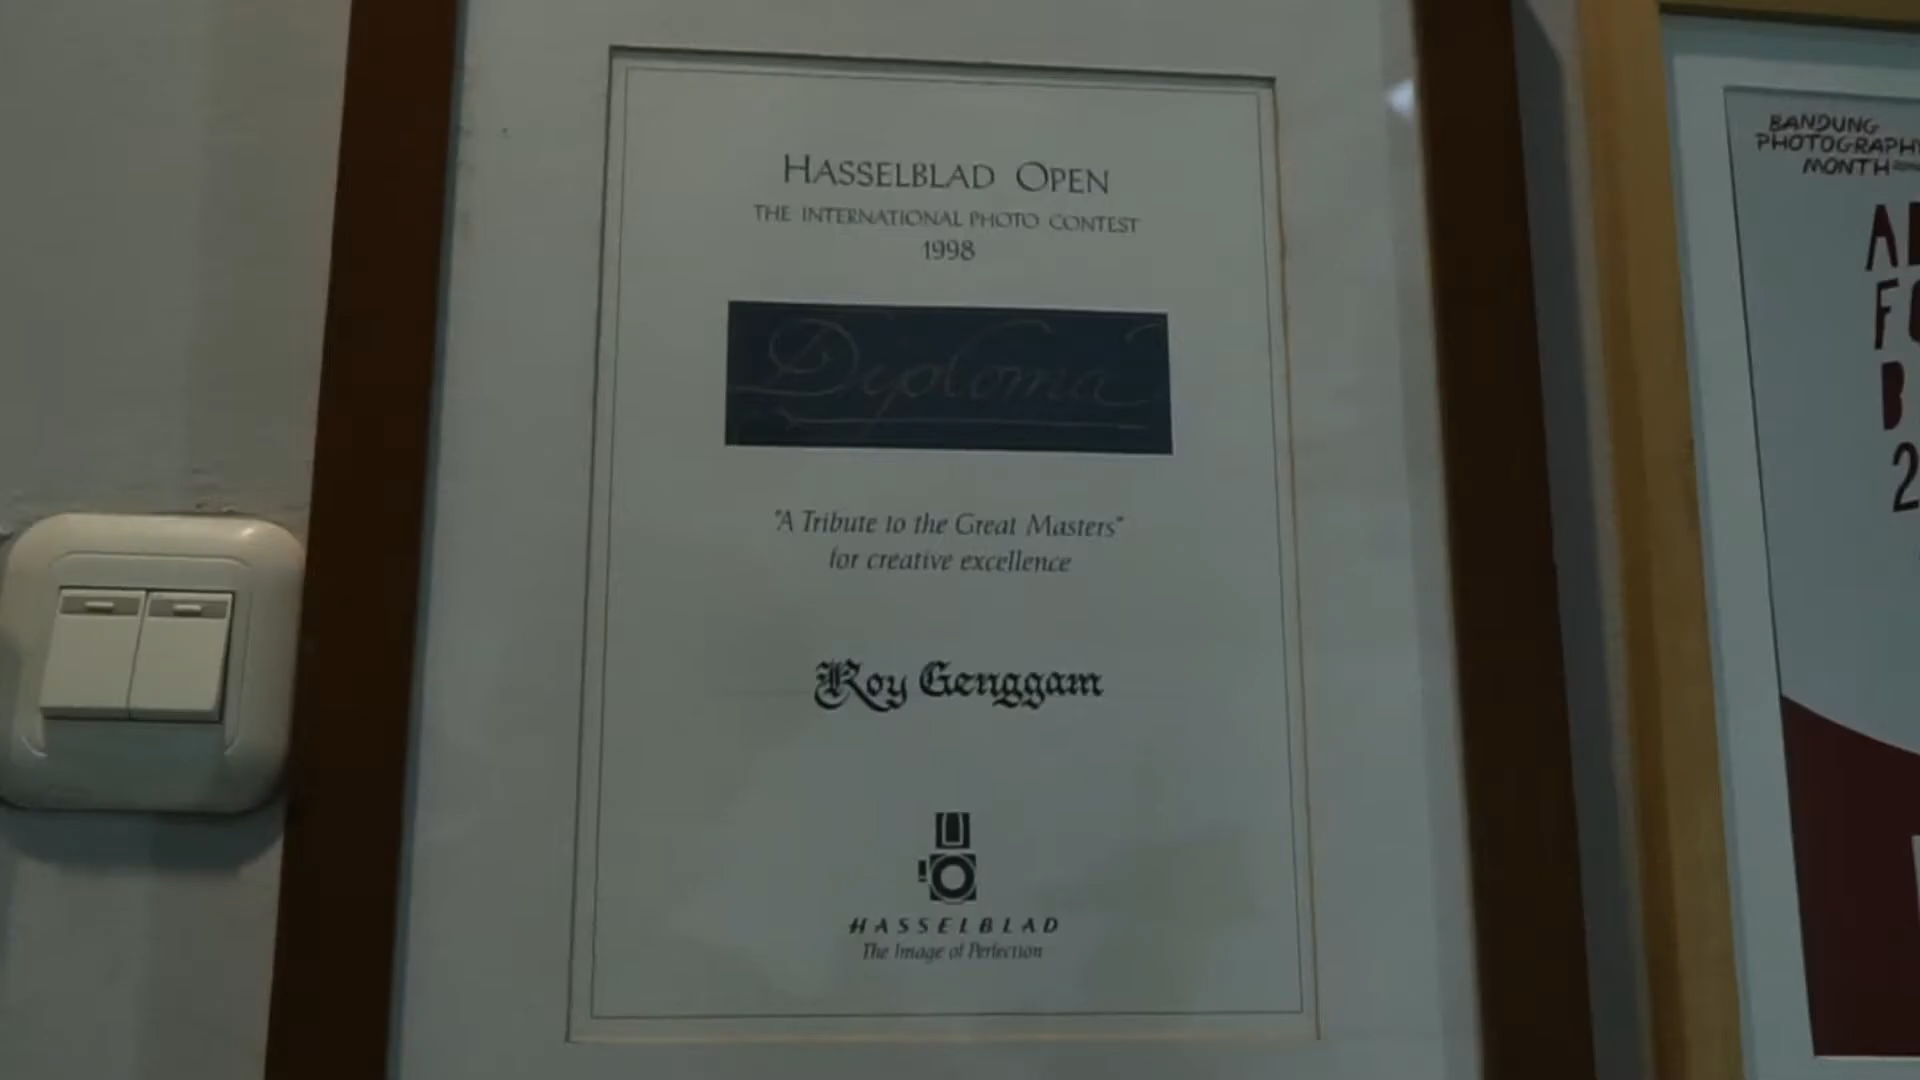 HASSELBLAD OPEN
THE INTERNATIONAL PHOTO CONTEST
1998
Diploma
"A Tribute to the Great Masters"
for creative excellence
Roy Genggam
HASSELBLAD
The Image of Perfection
BANDUNG
PHOTOGRAPHY
MONTH